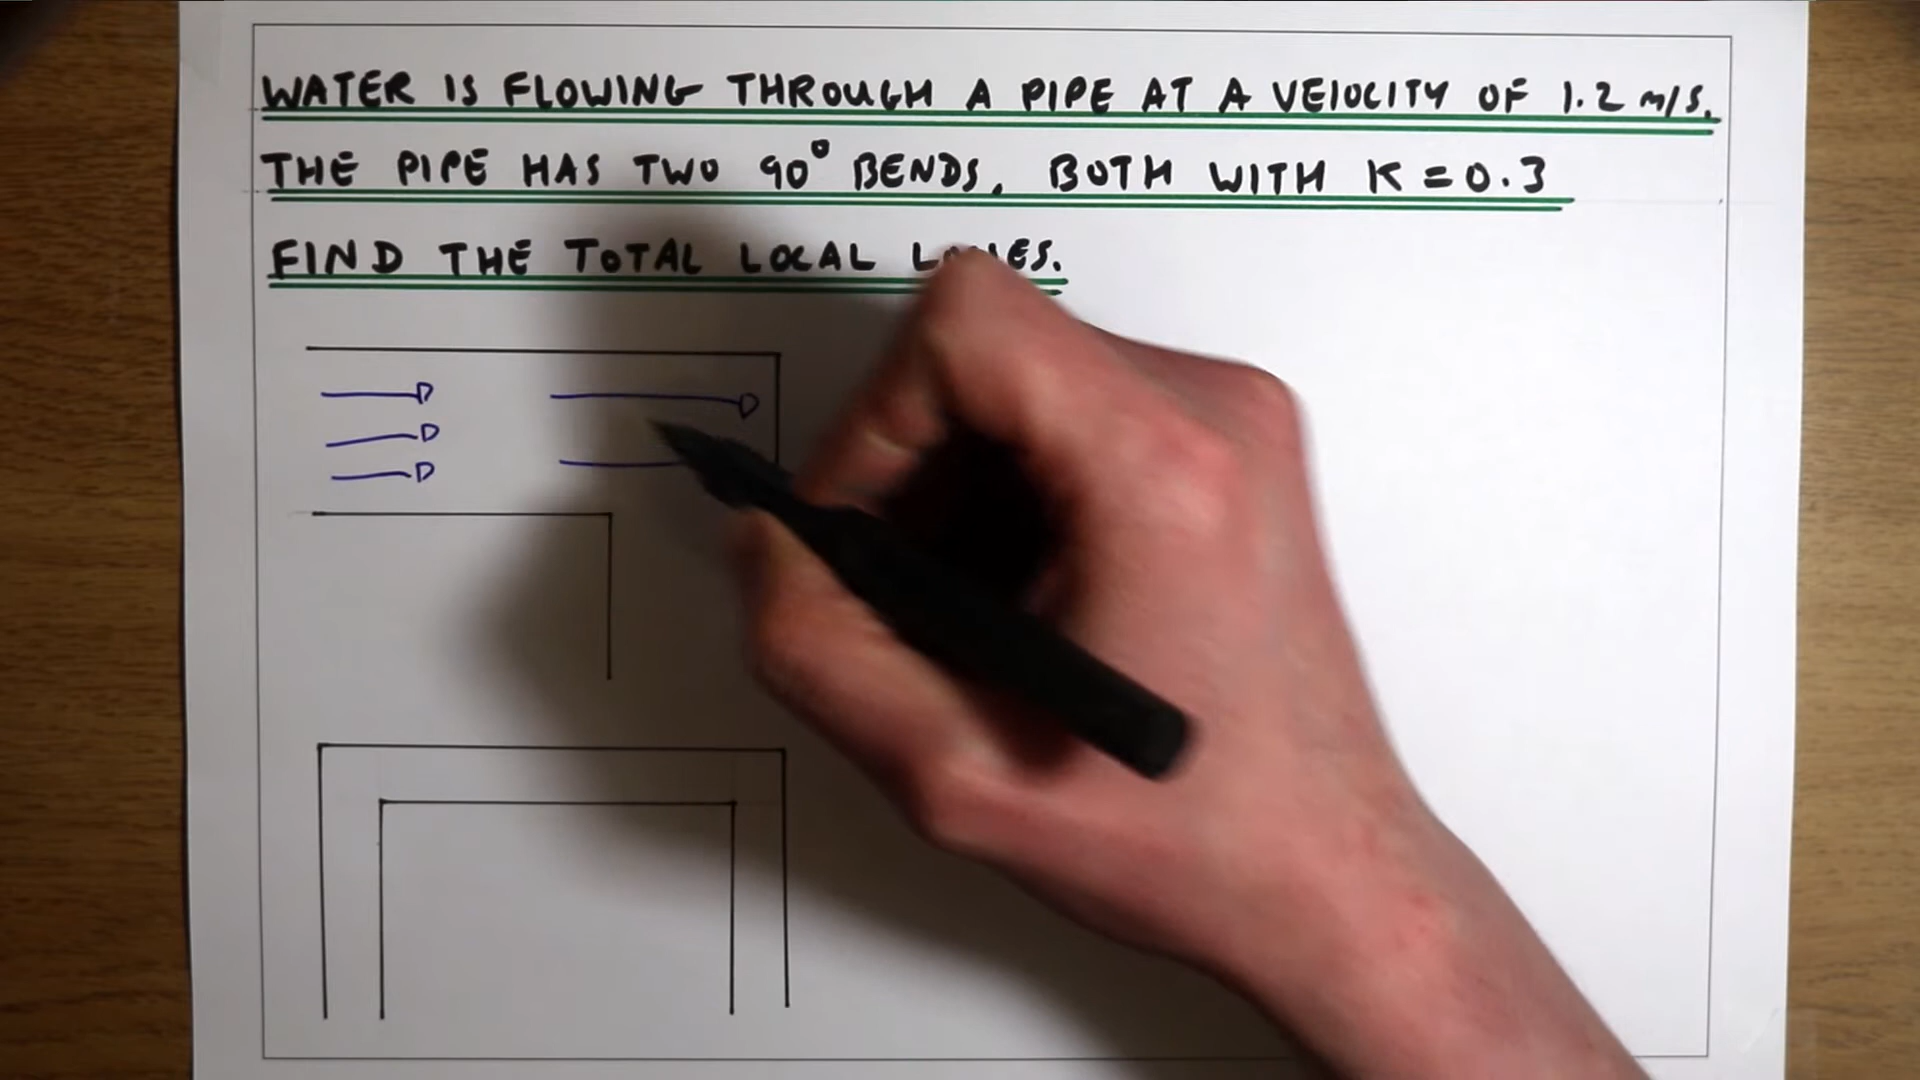 WATER IS FLOWING THROUGH A PIPE AT A VELOCITY OF 1.2 m/s.
THE PIPE HAS TWO 90° BENDS, BOTH WITH K = 0.3
FIND THE TOTAL LOCAL